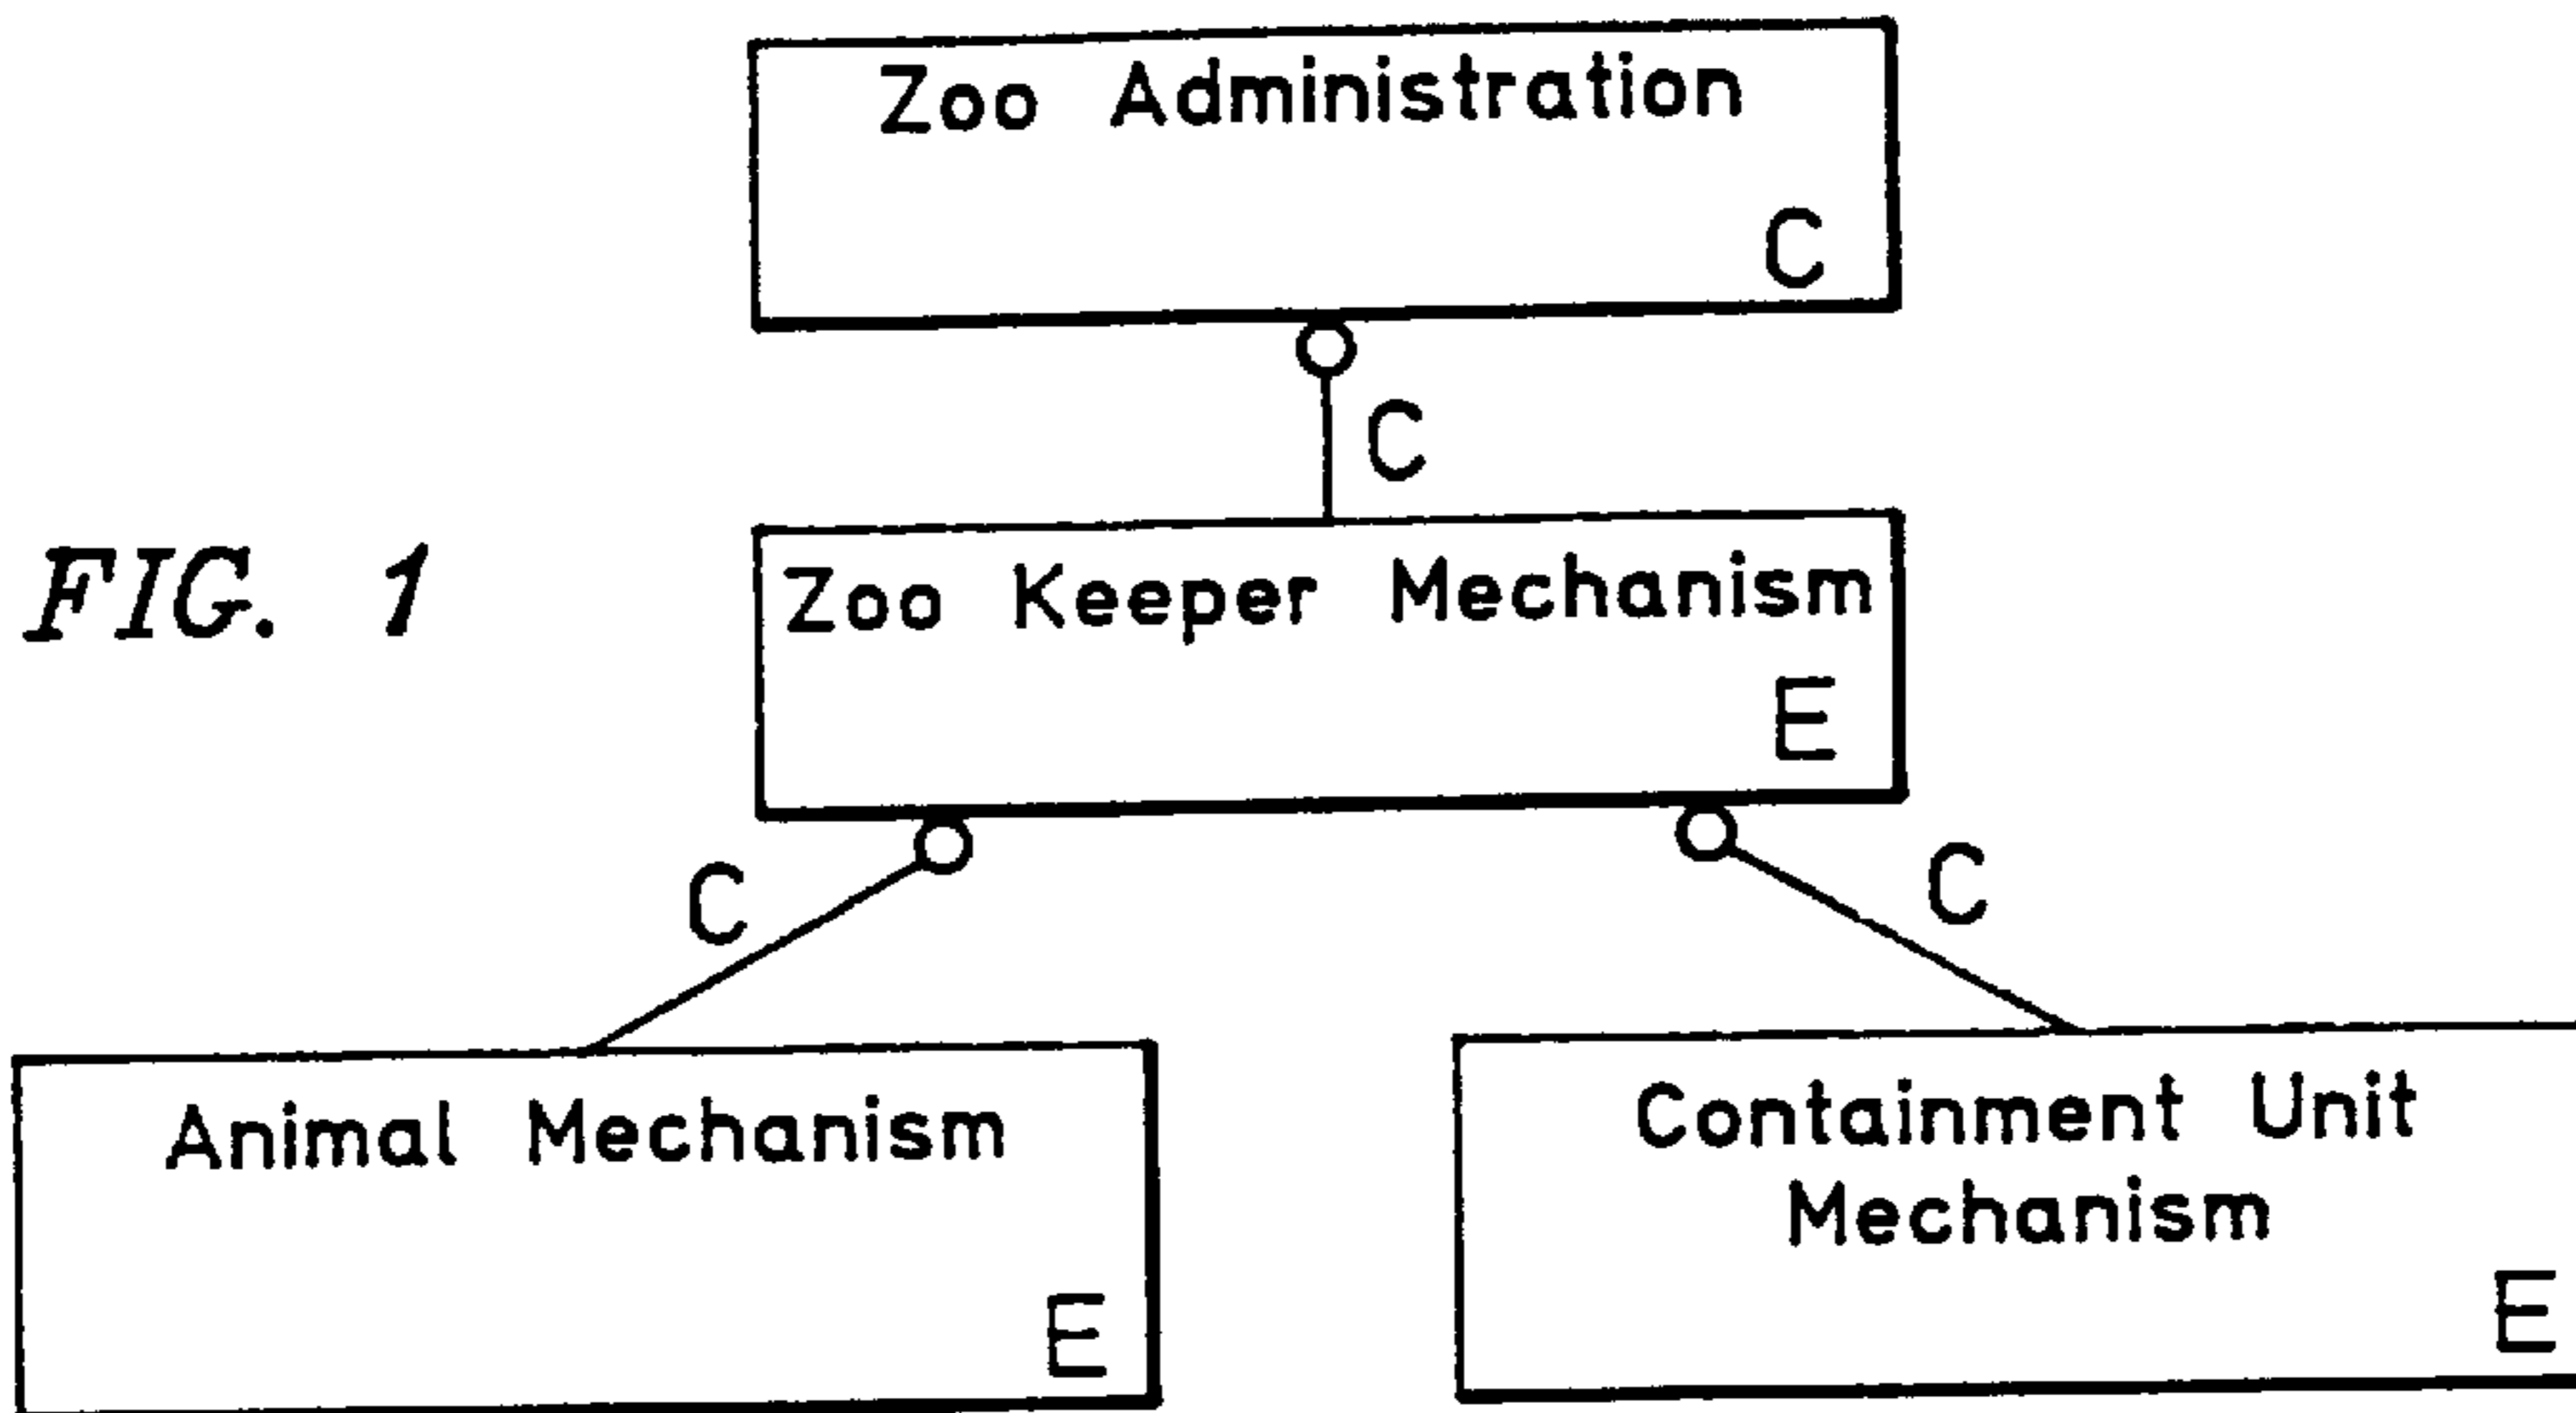 Zoo Administration
C
C
FIG. 1
Zoo Keeper Mechanism
E
C
C
Animal Mechanism
E
Containment Unit
Mechanism
E